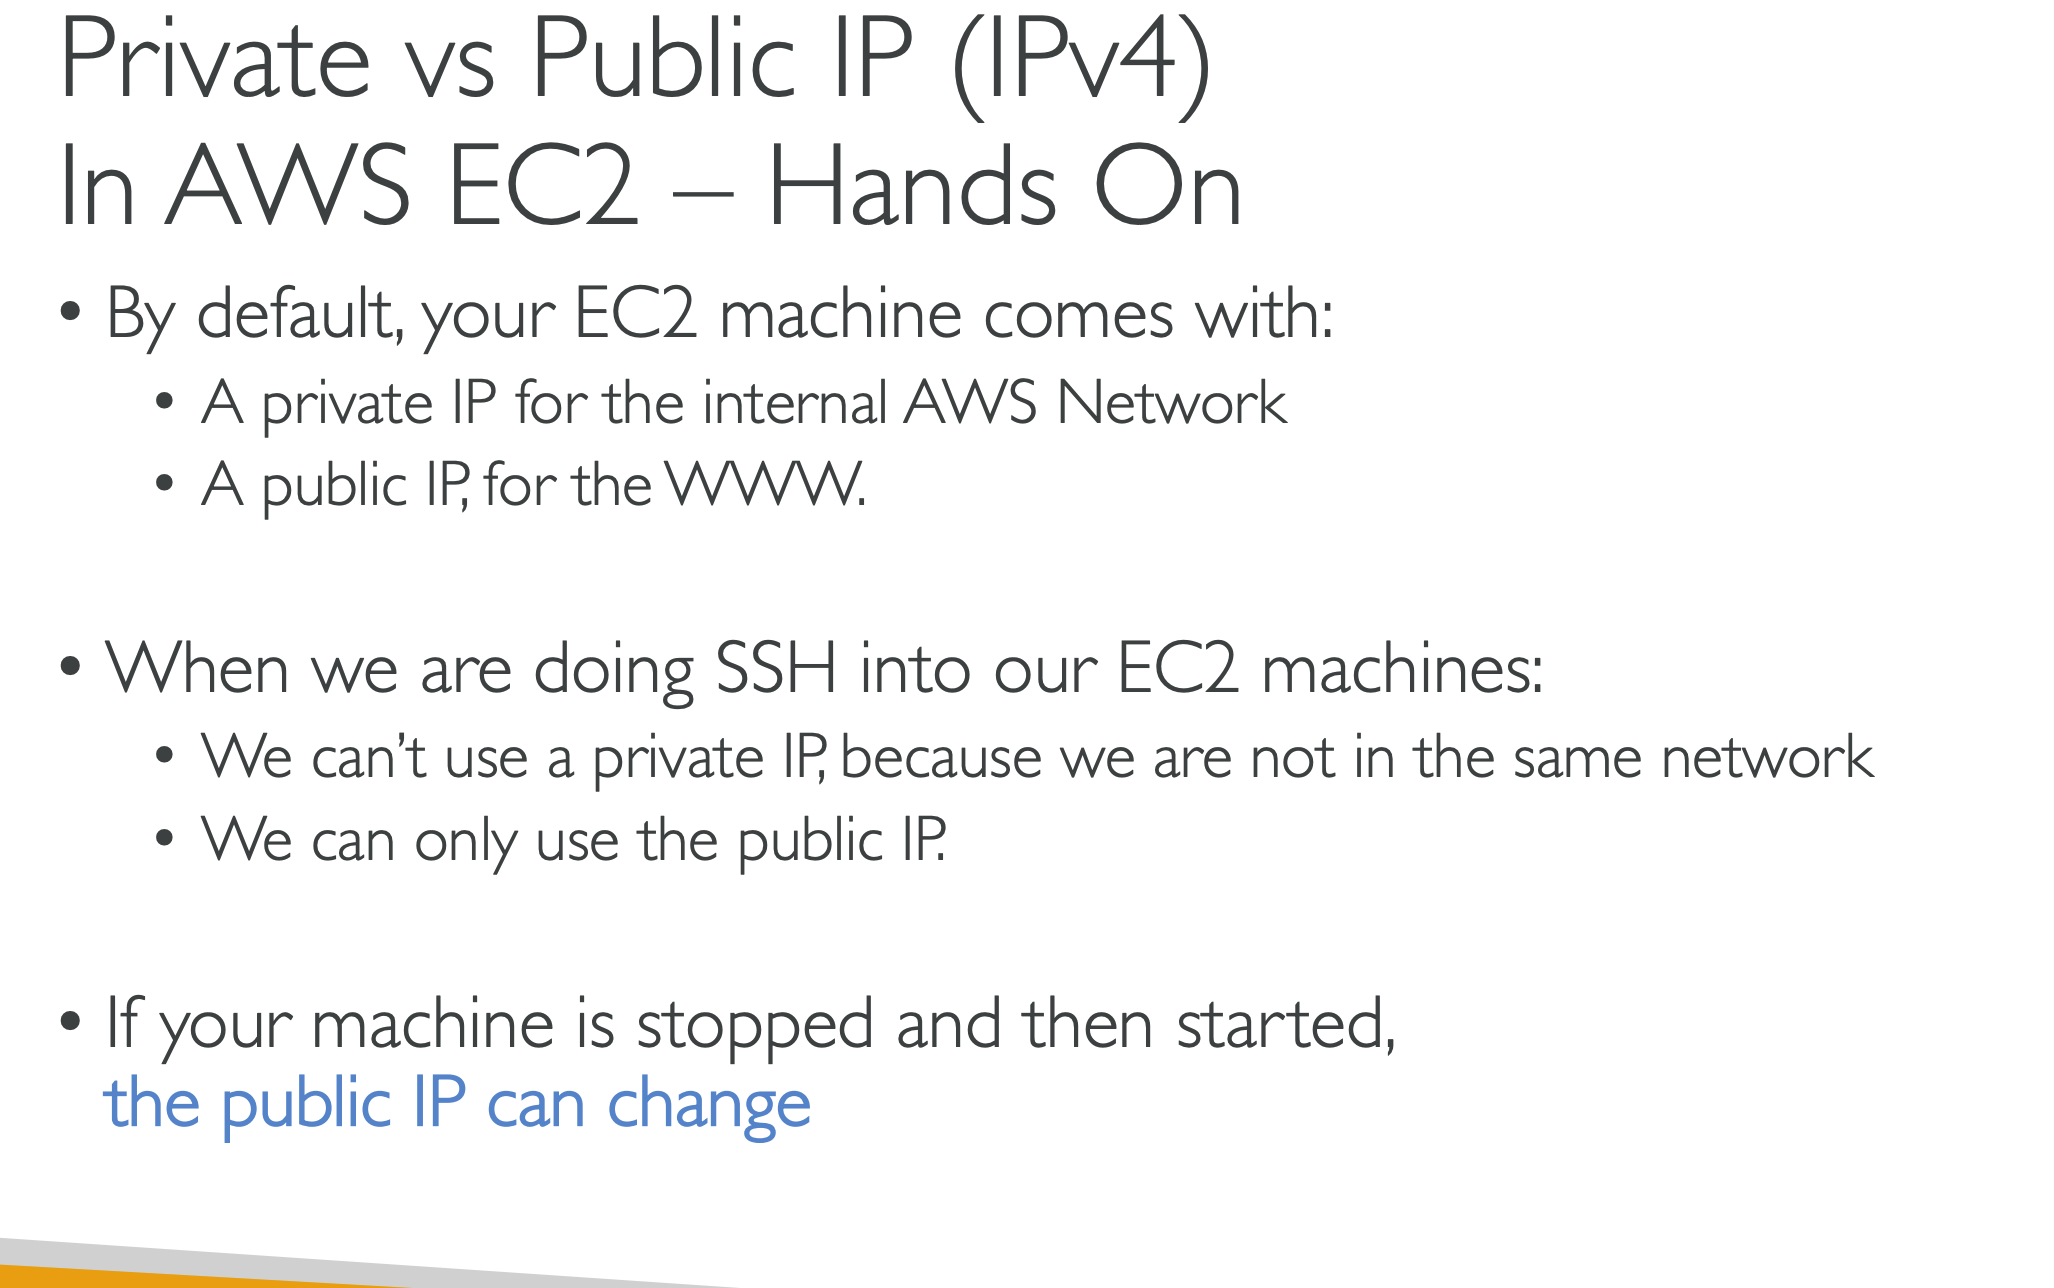 Private vs Public IP (IPv4)
In AWS EC2 – Hands On
• By default, your EC2 machine comes with:
• A private IP for the internal AWS Network
• A public IP, for the WWW.
• When we are doing SSH into our EC2 machines:
• We can’t use a private IP, because we are not in the same network
• We can only use the public IP.
• If your machine is stopped and then started,
the public IP can change